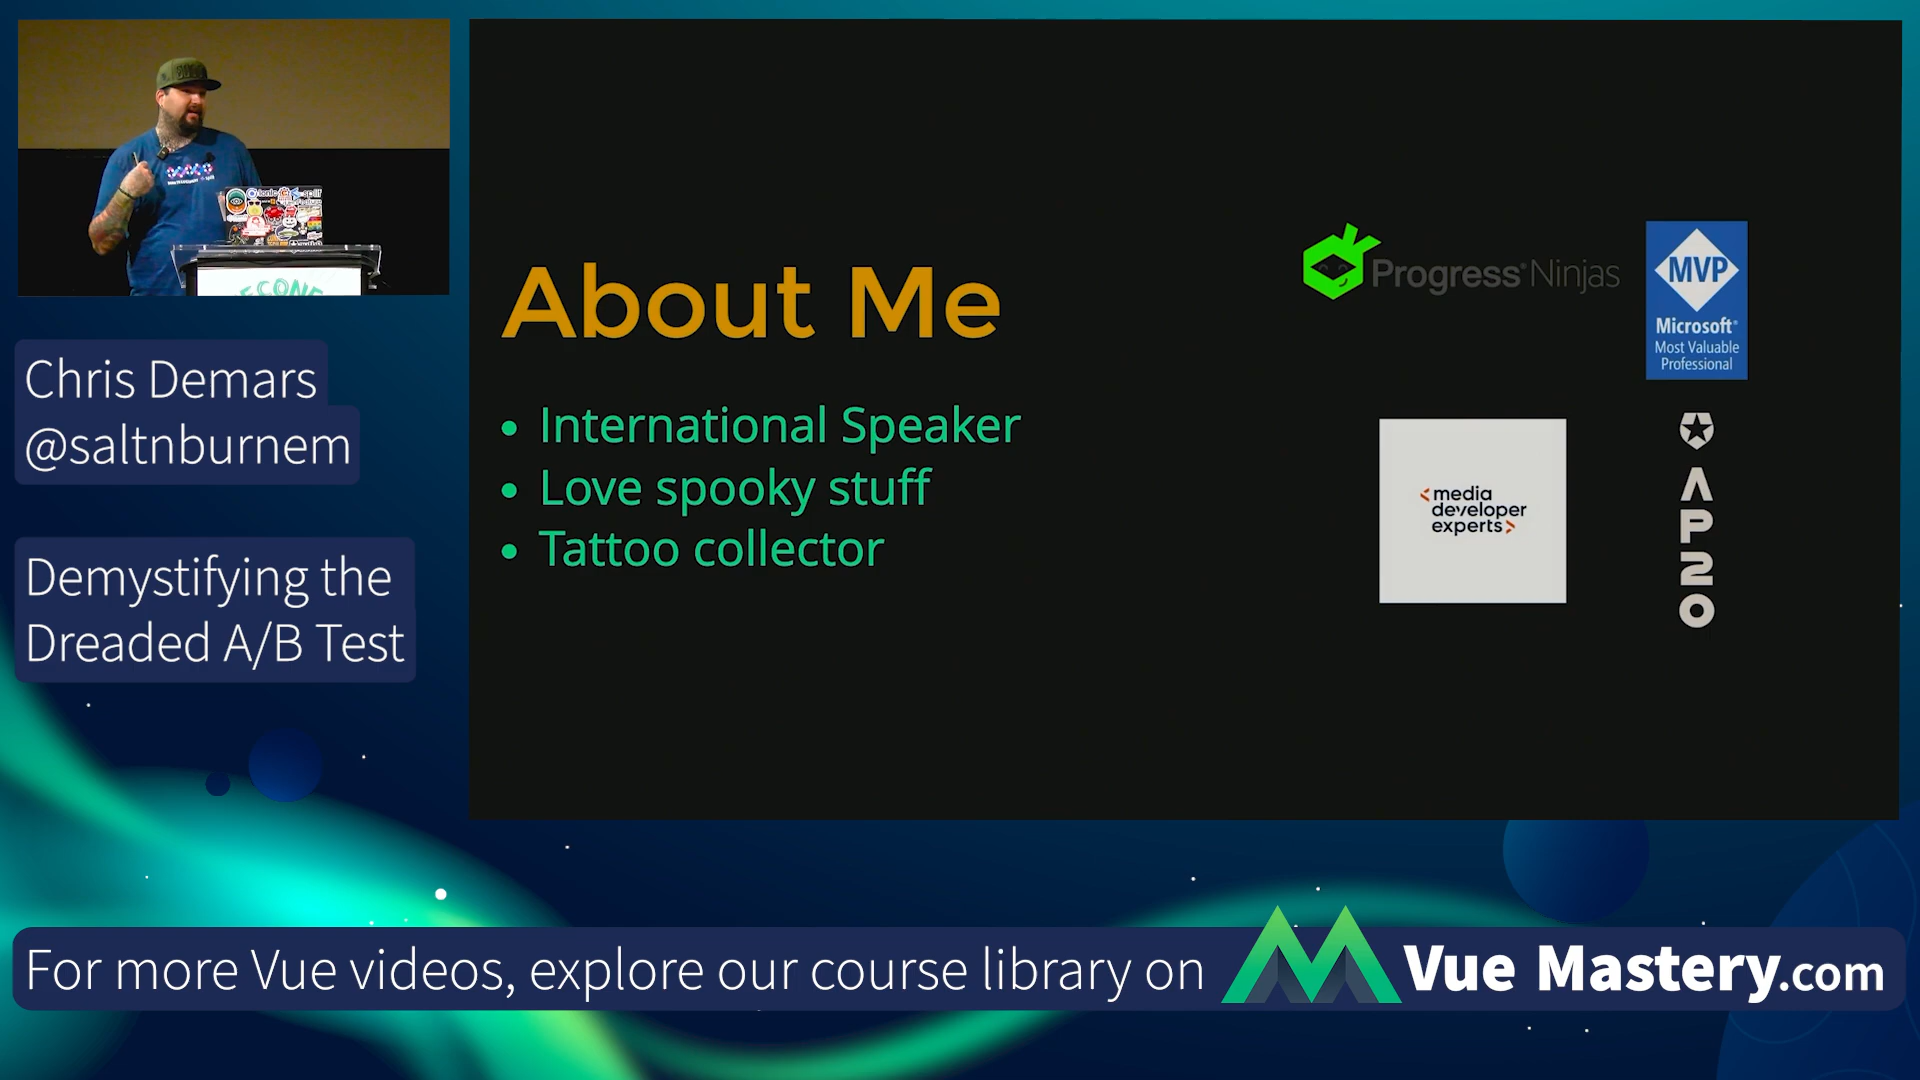 Chris Demars
@saltnburnem
Demystifying the
Dreaded A/B Test
About Me
• International Speaker
• Love spooky stuff
• Tattoo collector
Progress® Ninjas
MVP
Microsoft®
Most Valuable
Professional
<media
developer
experts>
AP2O
For more Vue videos, explore our course library on
Vue Mastery.com